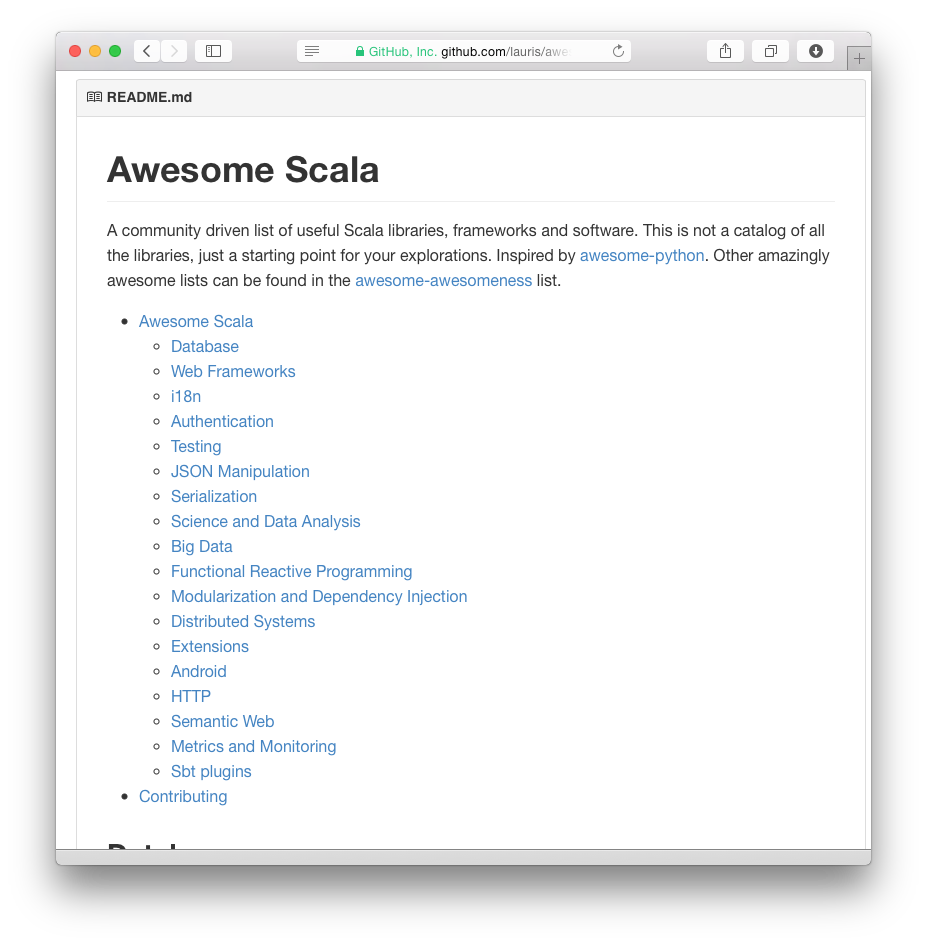 GitHub, Inc. github.com/lauris/awe
README.md
Awesome Scala
A community driven list of useful Scala libraries, frameworks and software. This is not a catalog of all
the libraries, just a starting point for your explorations. Inspired by awesome-python. Other amazingly
awesome lists can be found in the awesome-awesomeness list.
Awesome Scala
Database
Web Frameworks
i18n
Authentication
Testing
JSON Manipulation
Serialization
Science and Data Analysis
Big Data
Functional Reactive Programming
Modularization and Dependency Injection
Distributed Systems
Extensions
Android
HTTP
Semantic Web
Metrics and Monitoring
Sbt plugins
Contributing